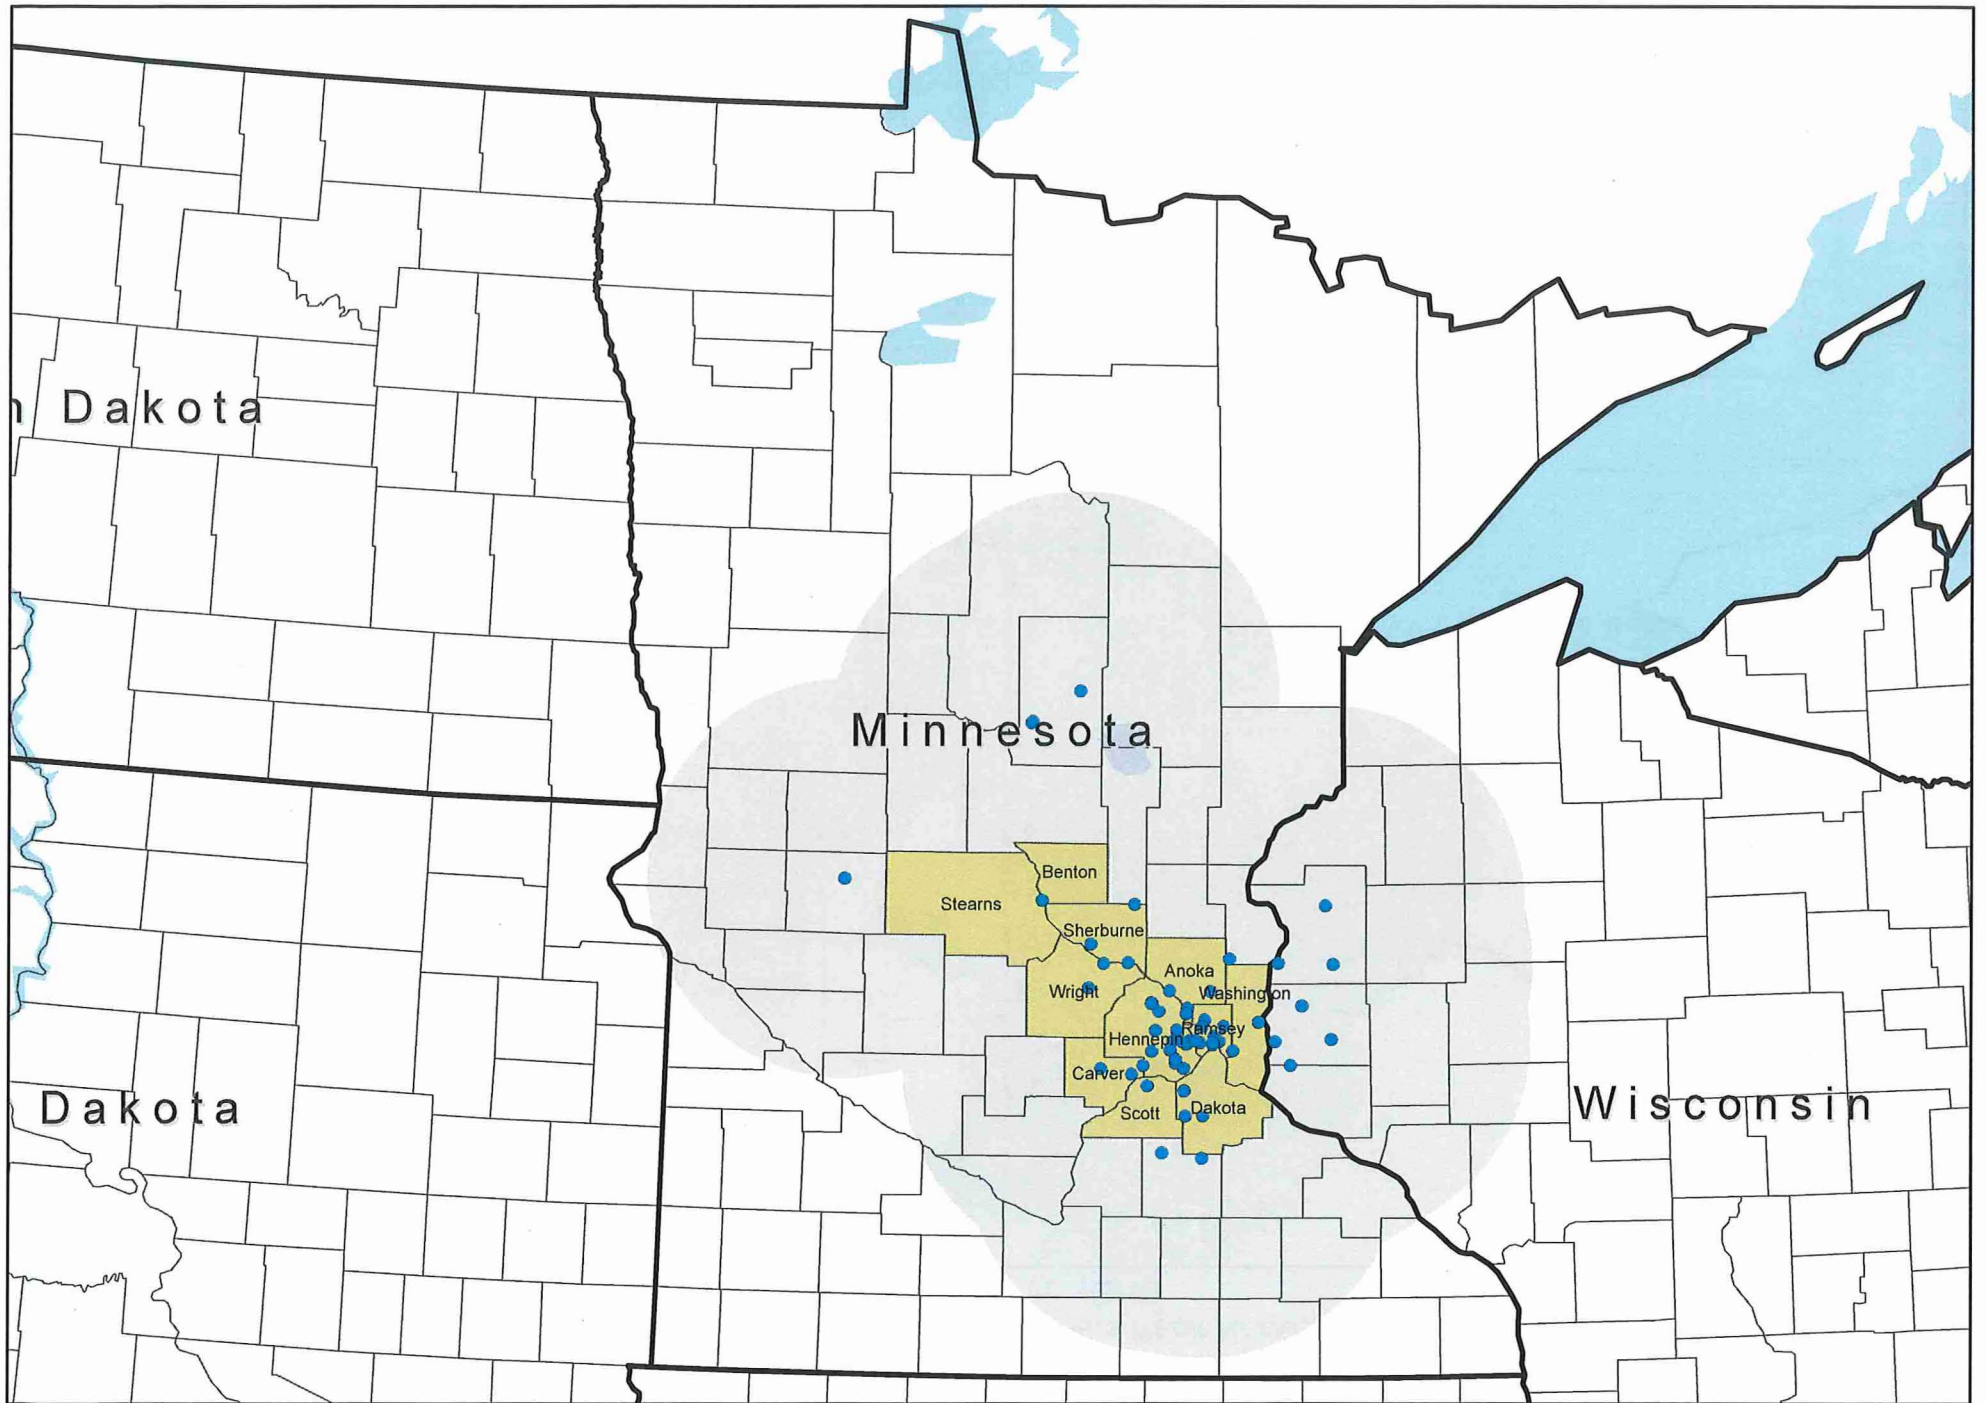 n Dakota
Minnesota
Benton
Stearns
Sherburne
Anoka
Wright
Washington
Ramsey
Hennepin
Carver
Dakota
Scott
Dakota
Wisconsin